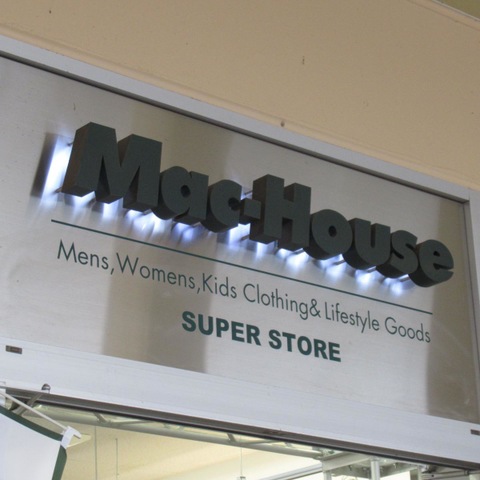 Mac-House
Mens,Womens,Kids Clothing& Lifestyle Goods
SUPER STORE